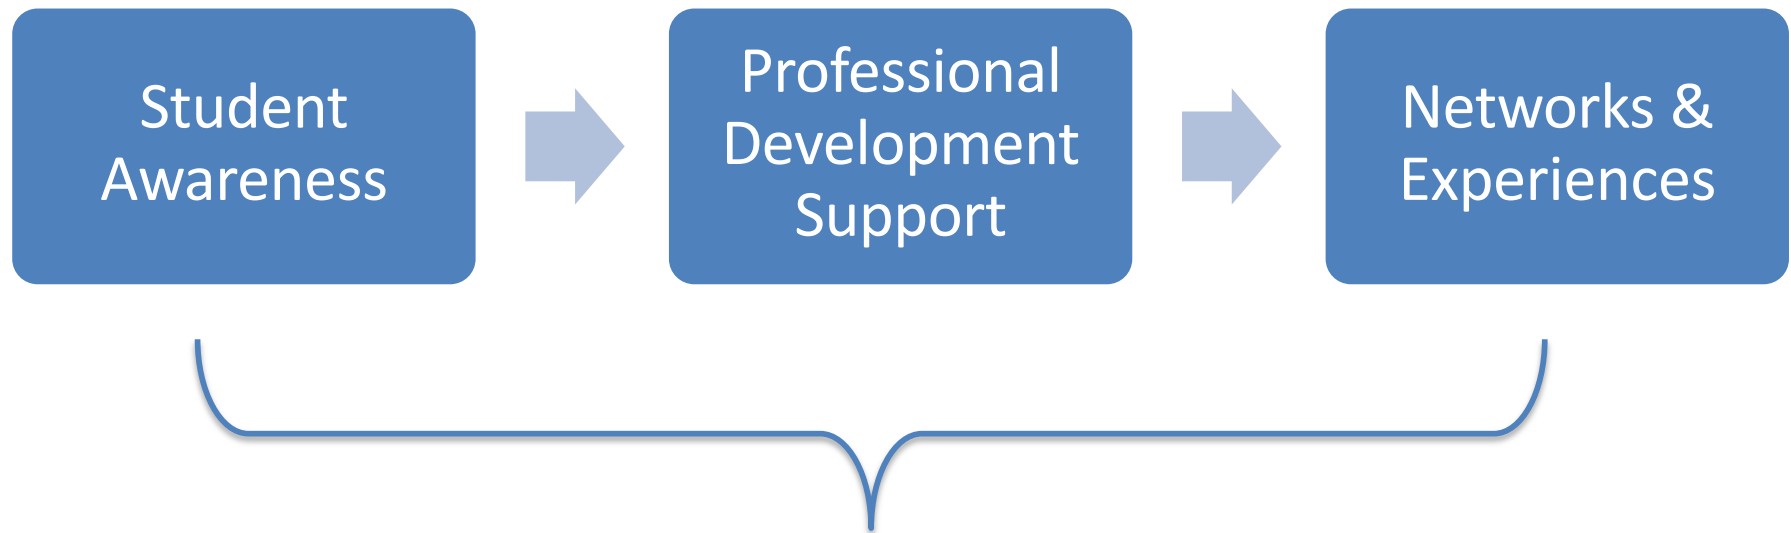 Student
Awareness
Professional
Development
Support
Networks &
Experiences